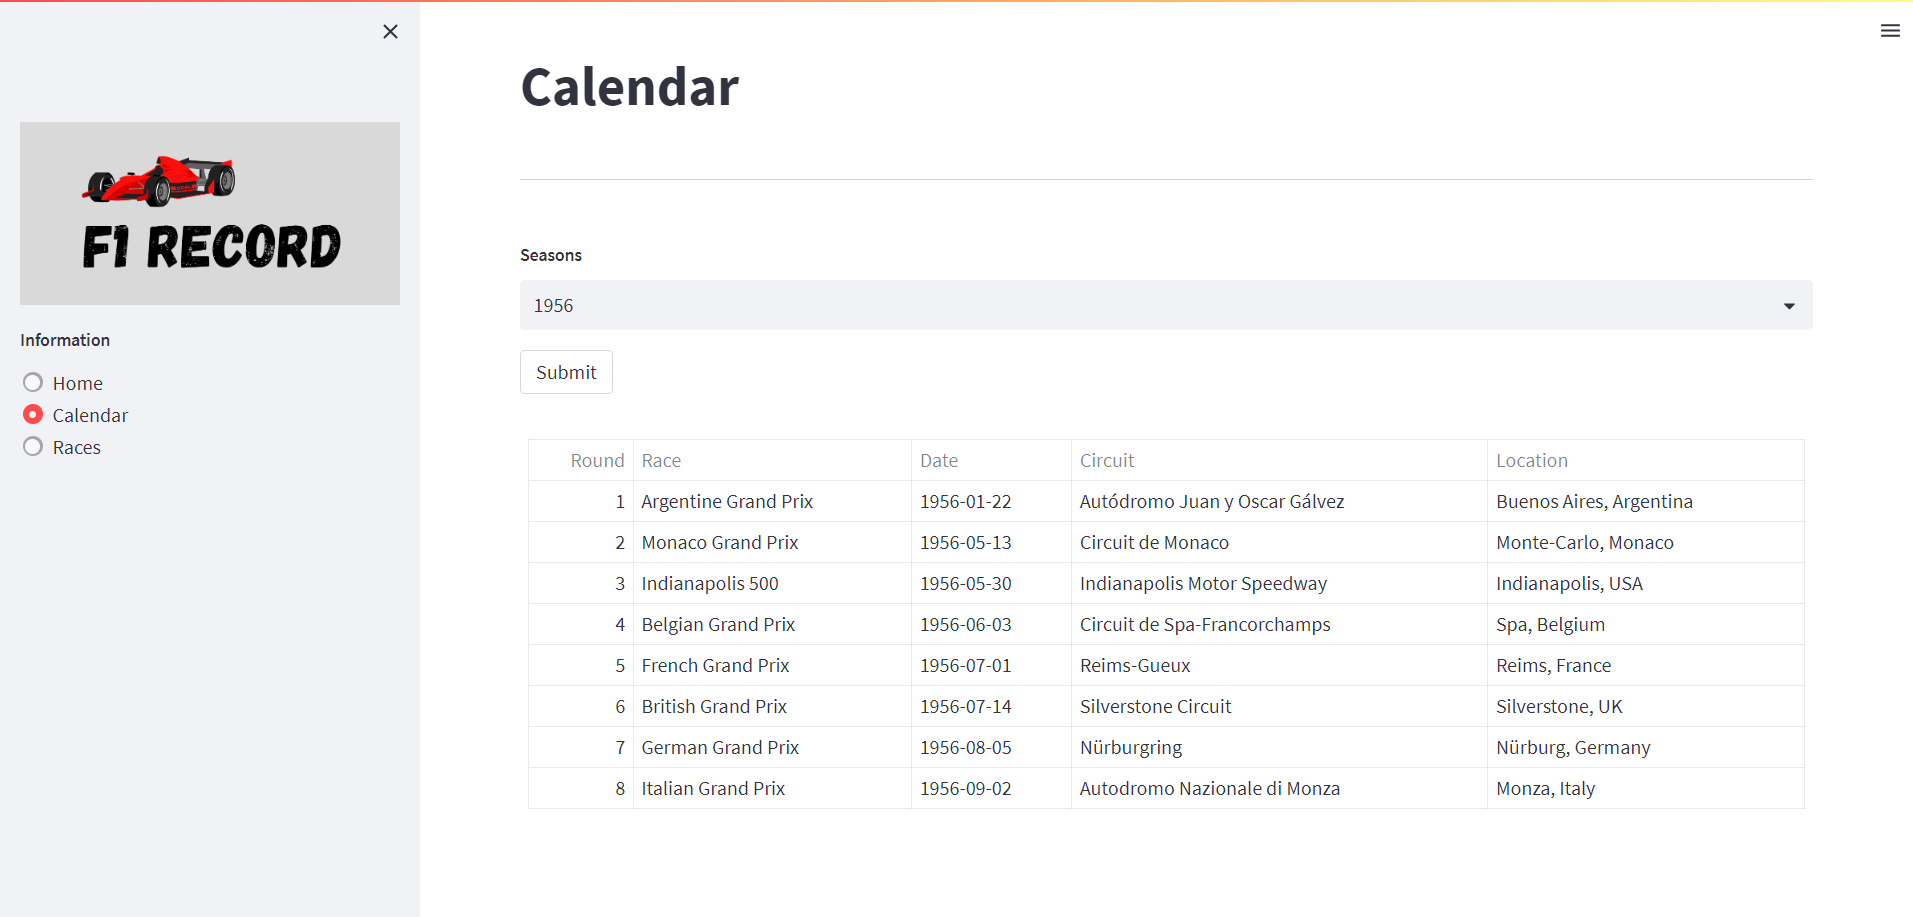 F1 RECORD
Information
Home
Calendar
Races
Calendar
Seasons
1956
Submit
Round Race Date Circuit Location
1 Argentine Grand Prix 1956-01-22 Autódromo Juan y Oscar Gálvez Buenos Aires, Argentina
2 Monaco Grand Prix 1956-05-13 Circuit de Monaco Monte-Carlo, Monaco
3 Indianapolis 500 1956-05-30 Indianapolis Motor Speedway Indianapolis, USA
4 Belgian Grand Prix 1956-06-03 Circuit de Spa-Francorchamps Spa, Belgium
5 French Grand Prix 1956-07-01 Reims-Gueux Reims, France
6 British Grand Prix 1956-07-14 Silverstone Circuit Silverstone, UK
7 German Grand Prix 1956-08-05 Nürburgring Nürburg, Germany
8 Italian Grand Prix 1956-09-02 Autodromo Nazionale di Monza Monza, Italy